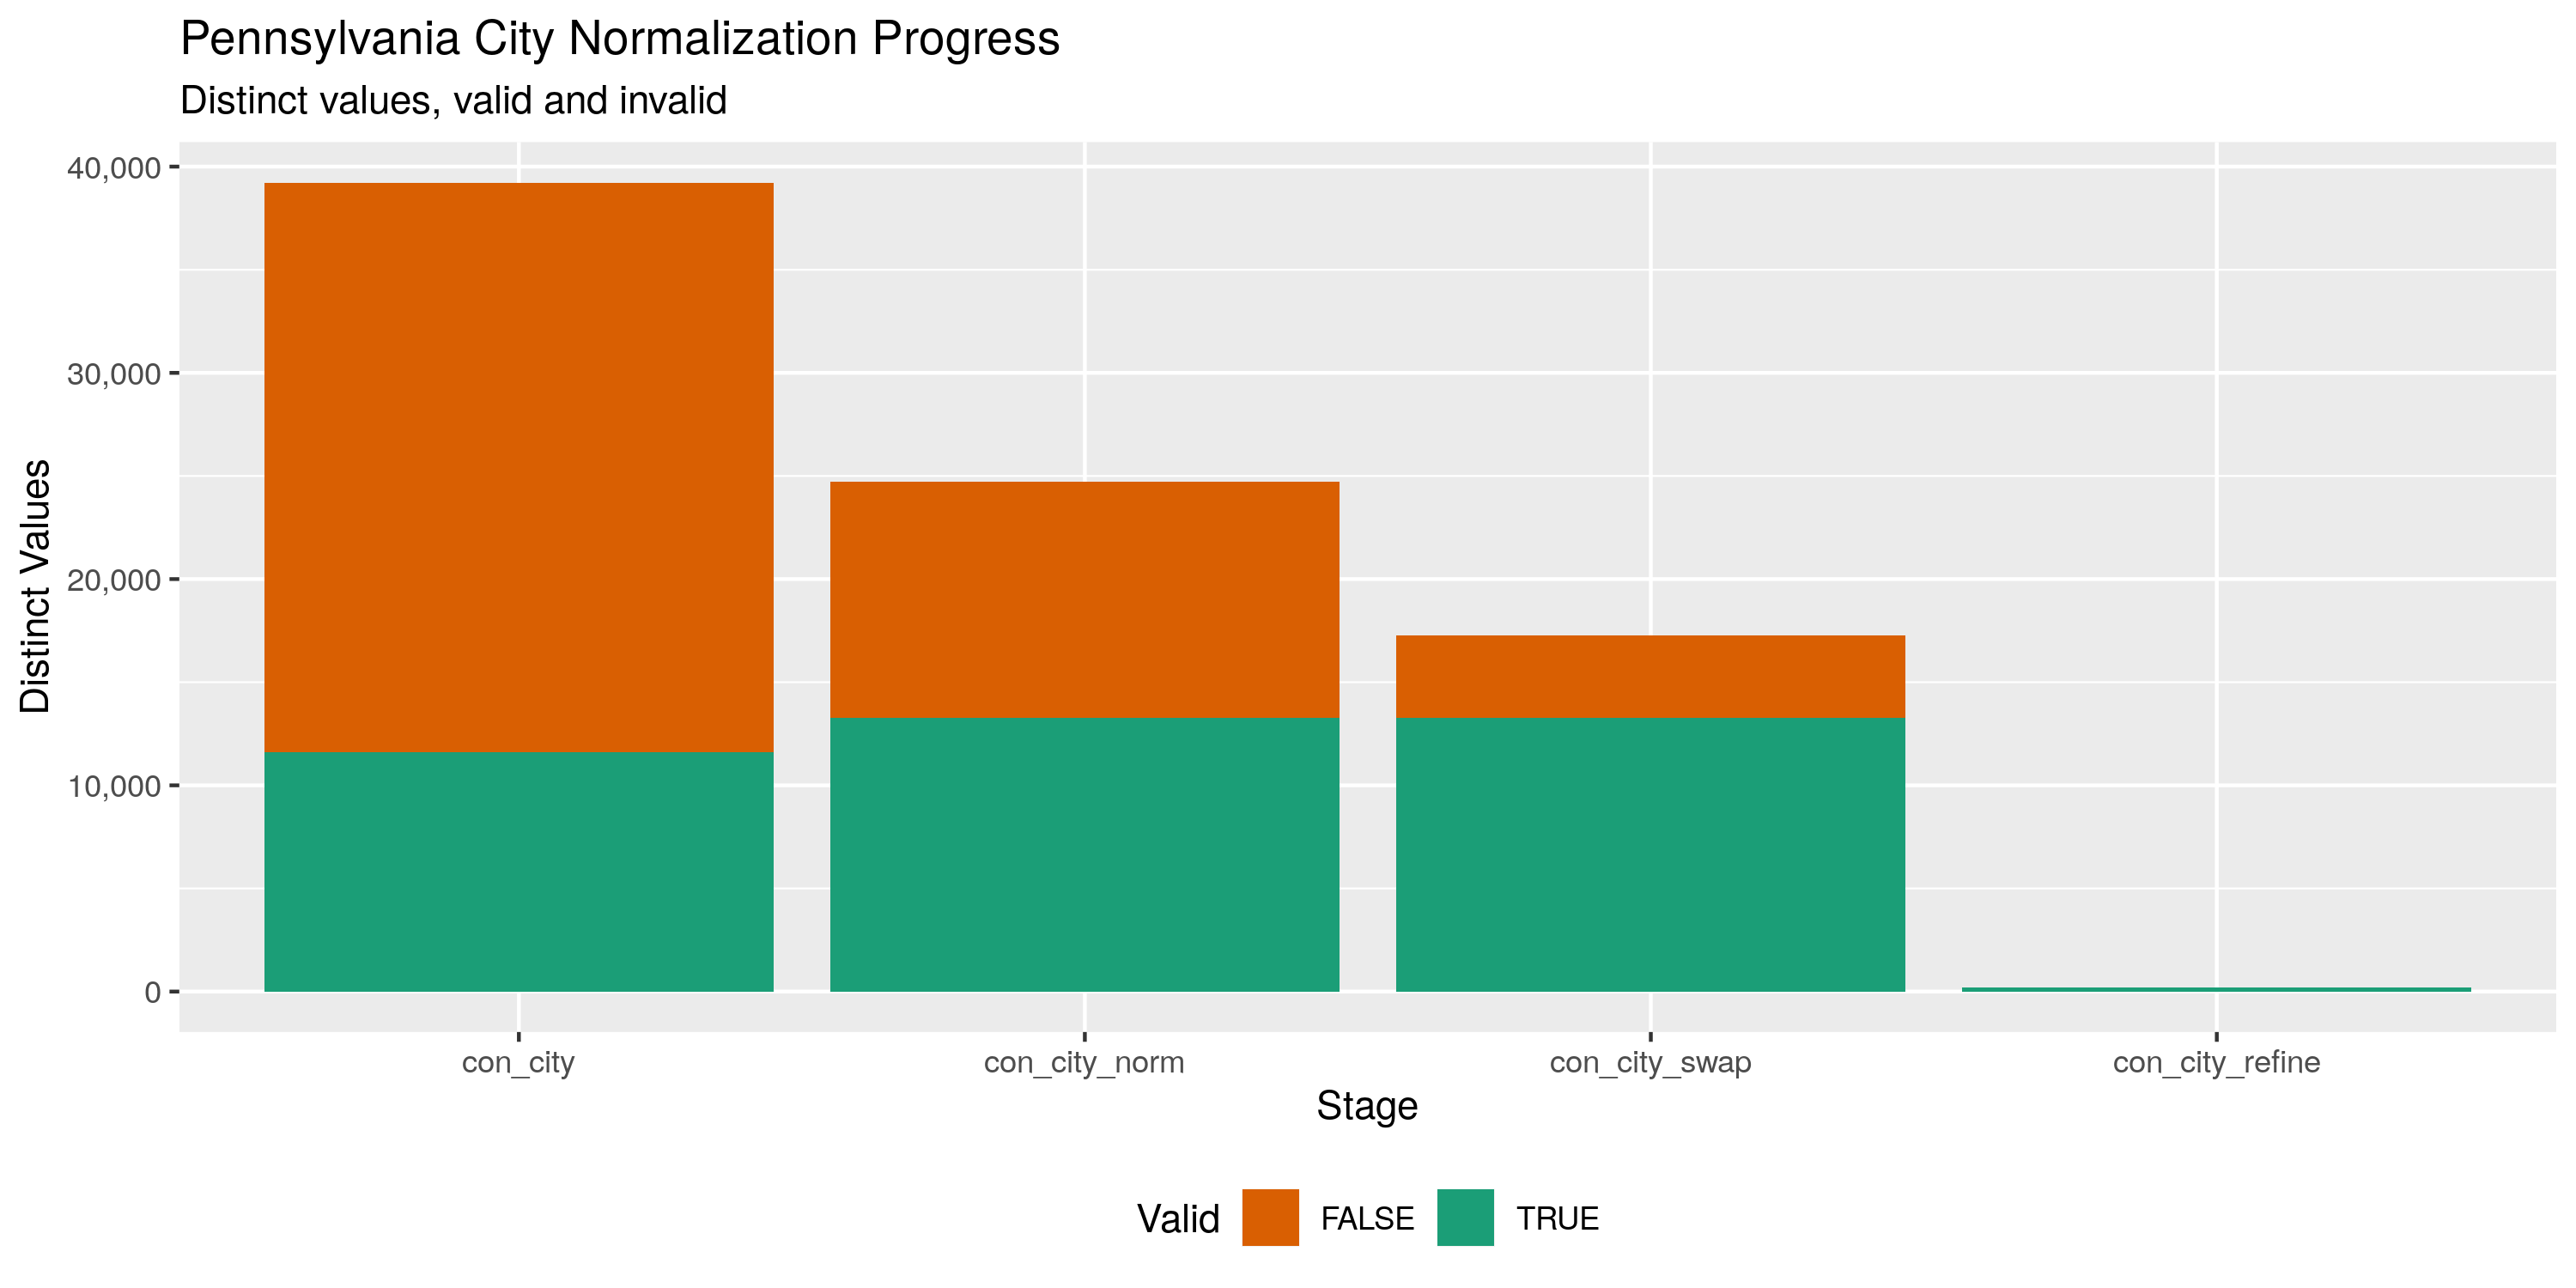 Pennsylvania City Normalization Progress
Distinct values, valid and invalid
Distinct Values
40,000
30,000
20,000
10,000
0
con_city con_city_norm con_city_swap con_city_refine
Stage
Valid FALSE TRUE